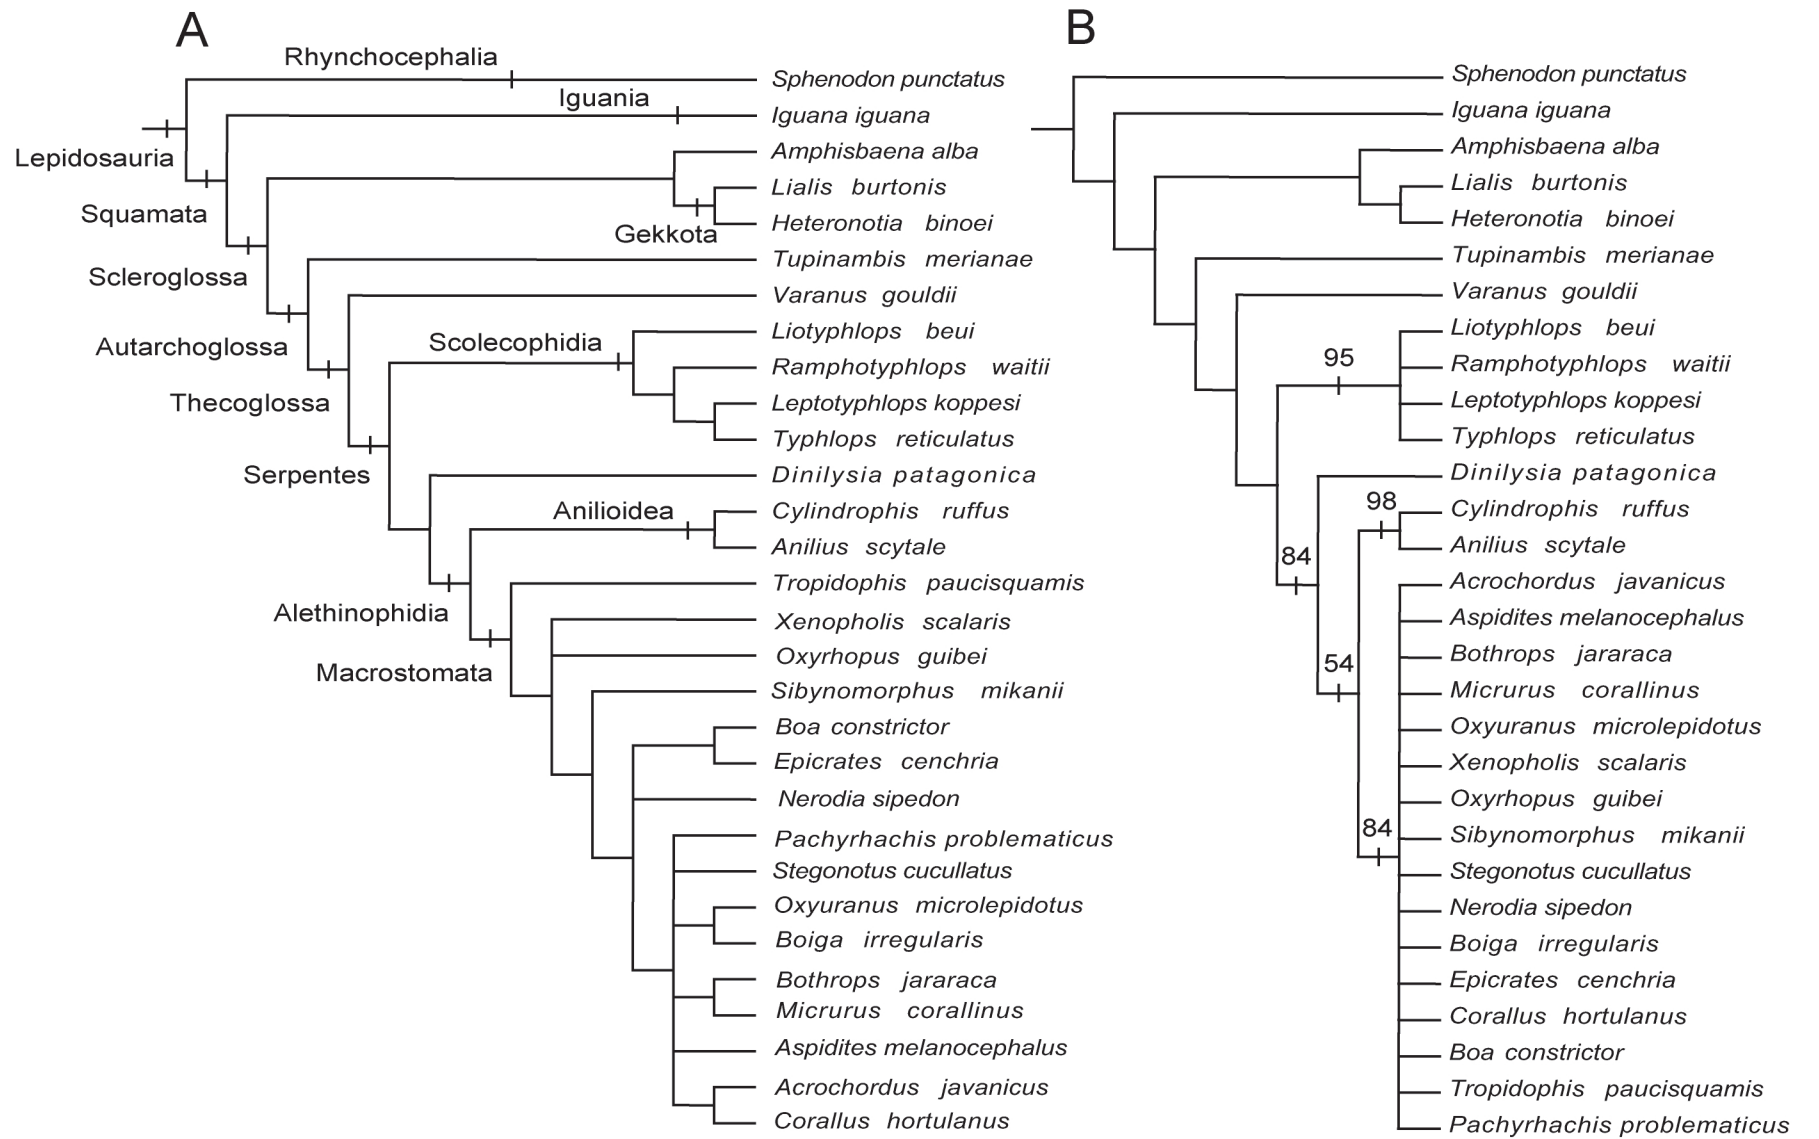 A
Rhynchocephalia
Sphenodon punctatus
Iguania
Iguana iguana
Lepidosauria
Amphisbaena alba
Lialis burtonis
Squamata
Heteronotia binoei
Gekkota
Tupinambis merianae
Scleroglossa
Varanus gouldii
Liotyphlops beui
Scolecophidia
Autarchoglossa
Ramphotyphlops waitii
Thecoglossa
Leptotyphlops koppesi
Typhlops reticulatus
Serpentes
Dinilysia patagonica
Anilioidea
Cylindrophis ruffus
Anilius scytale
Tropidophis paucisquamis
Alethinophidia
Xenopholis scalaris
Oxyrhopus guibei
Macrostomata
Sibynomorphus mikanii
Boa constrictor
Epicrates cenchria
Nerodia sipedon
Pachyrhachis problematicus
Stegonotus cucullatus
Oxyuranus microlepidotus
Boiga irregularis
Bothrops jararaca
Micrurus corallinus
Aspidites melanocephalus
Acrochordus javanicus
Corallus hortulanus
B
Sphenodon punctatus
Iguana iguana
Amphisbaena alba
Lialis burtonis
Heteronotia binoei
Tupinambis merianae
Varanus gouldii
Liotyphlops beui
95
Ramphotyphlops waitii
Leptotyphlops koppesi
Typhlops reticulatus
Dinilysia patagonica
98
Cylindrophis ruffus
Anilius scytale
84
Acrochordus javanicus
Aspidites melanocephalus
Bothrops jararaca
54
Micrurus corallinus
Oxyuranus microlepidotus
Xenopholis scalaris
Oxyrhopus guibei
84
Sibynomorphus mikanii
Stegonotus cucullatus
Nerodia sipedon
Boiga irregularis
Epicrates cenchria
Corallus hortulanus
Boa constrictor
Tropidophis paucisquamis
Pachyrhachis problematicus